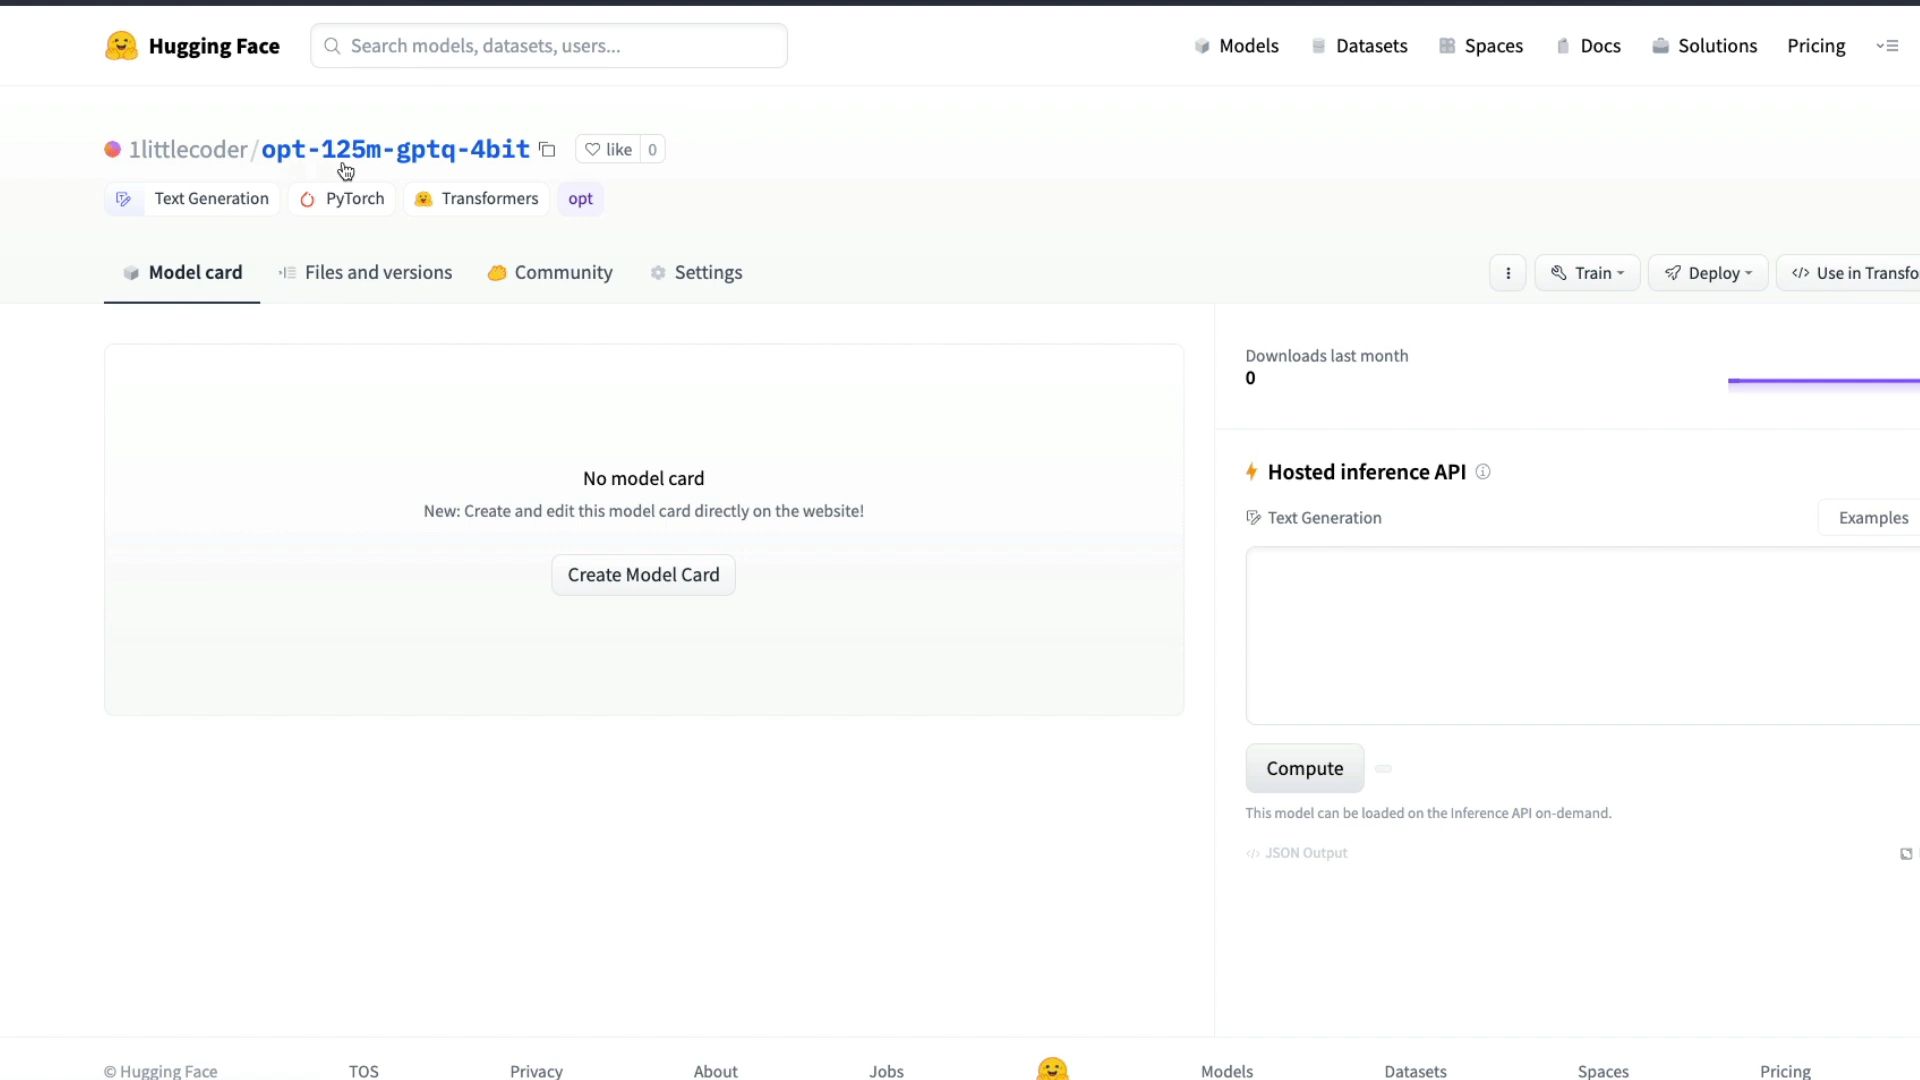 Hugging Face
Search models, datasets, users...
Models
Datasets
Spaces
Docs
Solutions
Pricing
1littlecoder/opt-125m-gptq-4bit
like 0
Text Generation
PyTorch
Transformers
opt
Model card
Files and versions
Community
Settings
Train
Deploy
</> Use in Transfo
Downloads last month
0
No model card
New: Create and edit this model card directly on the website!
Create Model Card
Hosted inference API
Text Generation
Examples
Compute
This model can be loaded on the Inference API on-demand.
</> JSON Output
© Hugging Face
TOS
Privacy
About
Jobs
Models
Datasets
Spaces
Pricing